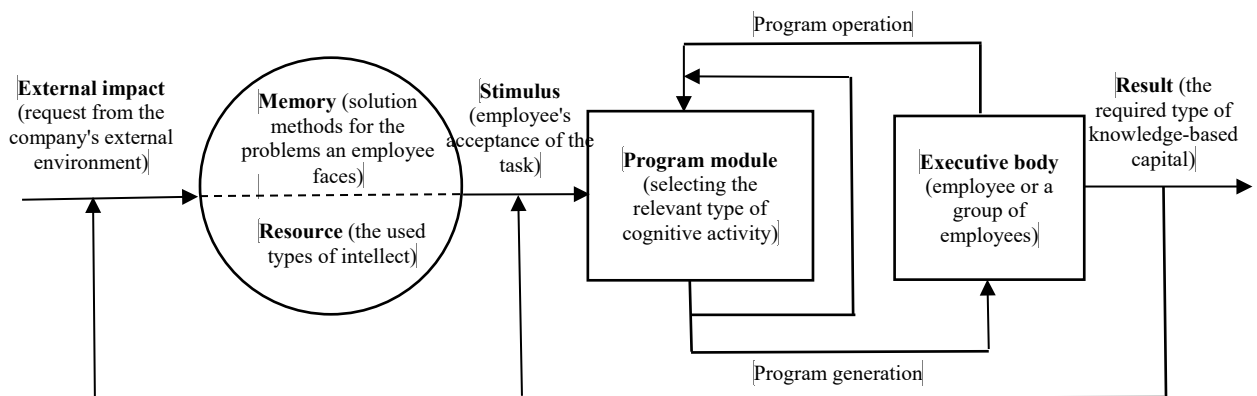 External impact
(request from the
company's external
environment)
Memory (solution
methods for the
problems an employee
faces)
Resource (the used
types of intellect)
Stimulus
(employee's
acceptance of the
task)
Program operation
Program module
(selecting the
relevant type of
cognitive activity)
Executive body
(employee or a
group of
employees)
Result (the
required type of
knowledge-based
capital)
Program generation